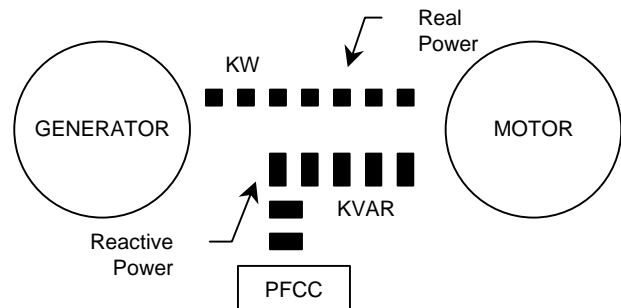 Real
Power
KW
GENERATOR
MOTOR
KVAR
Reactive
Power
PFCC